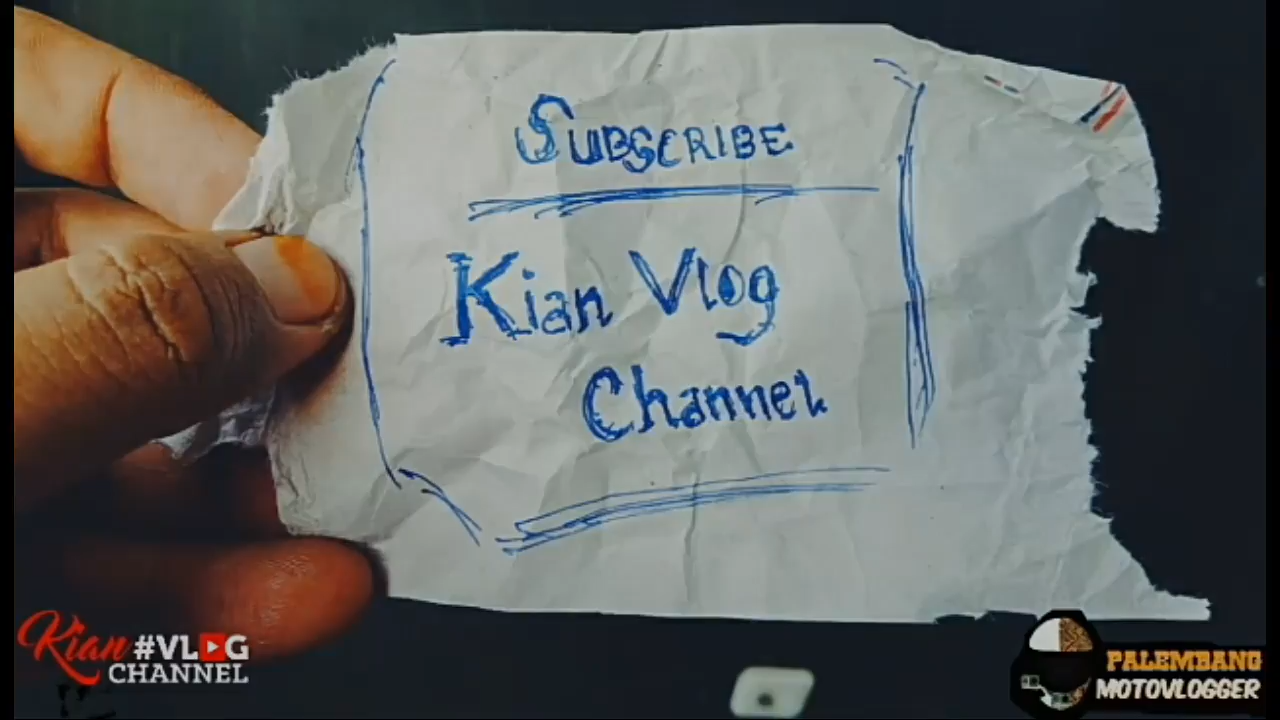 SUBSCRIBE
Kian Vlog
Channel
Kian #VLOG
CHANNEL
PALEMBANG
MOTOVLOGGER